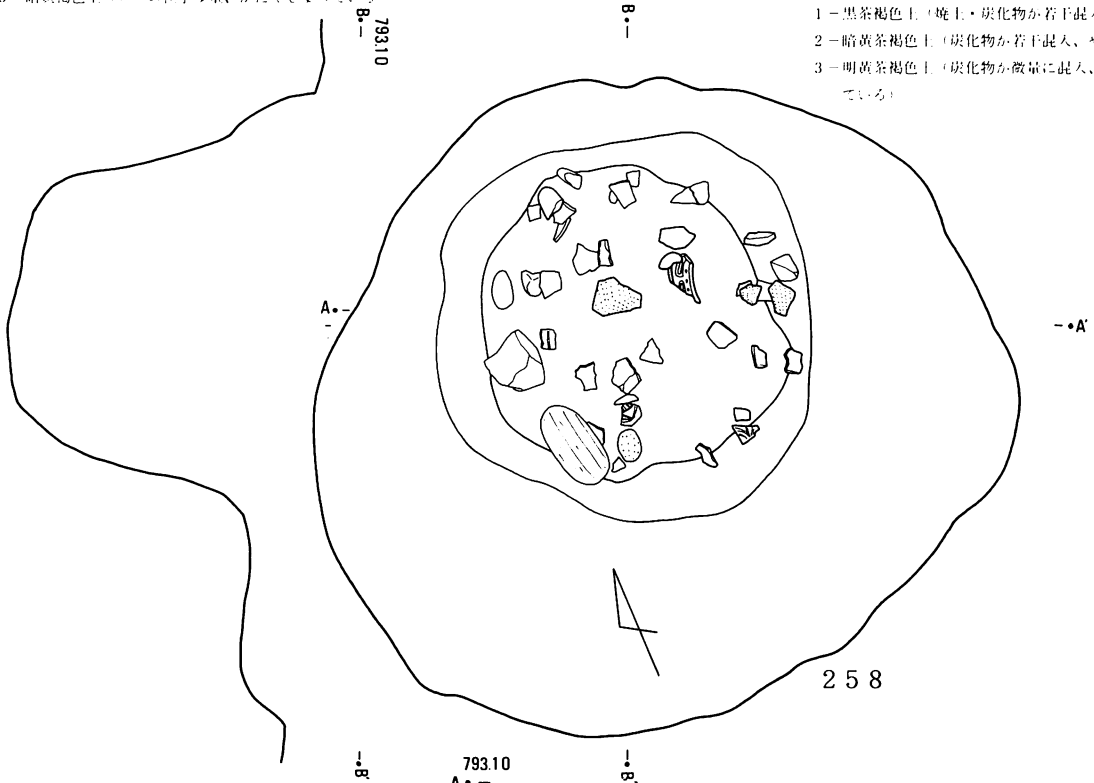 B
793.10
B
1－黒茶褐色土（焼土・炭化物が若干混入
2－暗黄茶褐色土（炭化物が若干混入、
3－明黄茶褐色土（炭化物が微量に混入、
ている）
A
A'
258
B'
793.10
B'
A